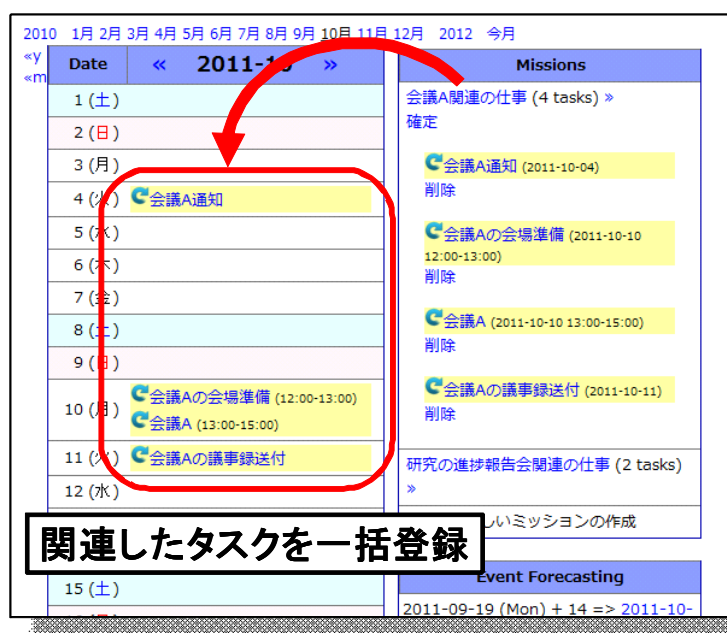 2010 1月 2月 3月 4月 5月 6月 7月 8月 9月 10月 11月 12月 2012 今月
«y
«m
Date « 2011-10 »
1 (土)
2 (日)
3 (月)
4 (火) 会議A通知
5 (水)
6 (木)
7 (金)
8 (土)
9 (日)
10 (月) 会議Aの会場準備 (12:00-13:00)
会議A (13:00-15:00)
11 (火) 会議Aの議事録送付
12 (水)
15 (土)
Missions
会議A関連の仕事 (4 tasks) »
確定
会議A通知 (2011-10-04)
削除
会議Aの会場準備 (2011-10-10
12:00-13:00)
削除
会議A (2011-10-10 13:00-15:00)
削除
会議Aの議事録送付 (2011-10-11)
削除
研究の進捗報告会関連の仕事 (2 tasks)
»
しいミッションの作成
関連したタスクを一括登録
Event Forecasting
2011-09-19 (Mon) + 14 => 2011-10-